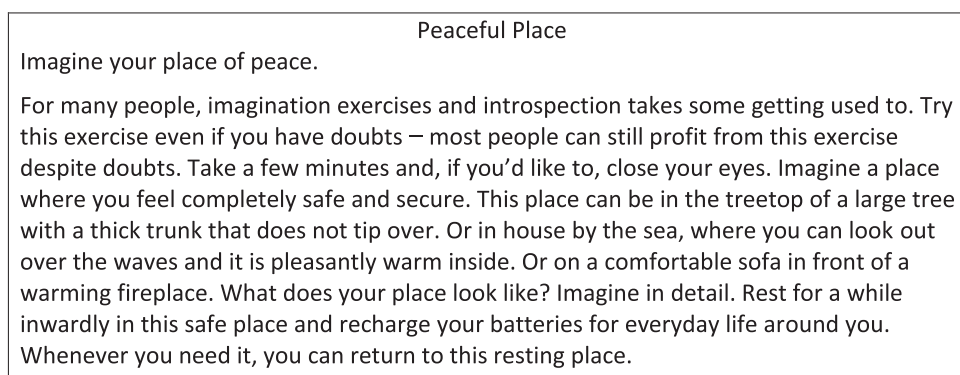 Peaceful Place
Imagine your place of peace.
For many people, imagination exercises and introspection takes some getting used to. Try
this exercise even if you have doubts – most people can still profit from this exercise
despite doubts. Take a few minutes and, if you'd like to, close your eyes. Imagine a place
where you feel completely safe and secure. This place can be in the treetop of a large tree
with a thick trunk that does not tip over. Or in house by the sea, where you can look out
over the waves and it is pleasantly warm inside. Or on a comfortable sofa in front of a
warming fireplace. What does your place look like? Imagine in detail. Rest for a while
inwardly in this safe place and recharge your batteries for everyday life around you.
Whenever you need it, you can return to this resting place.